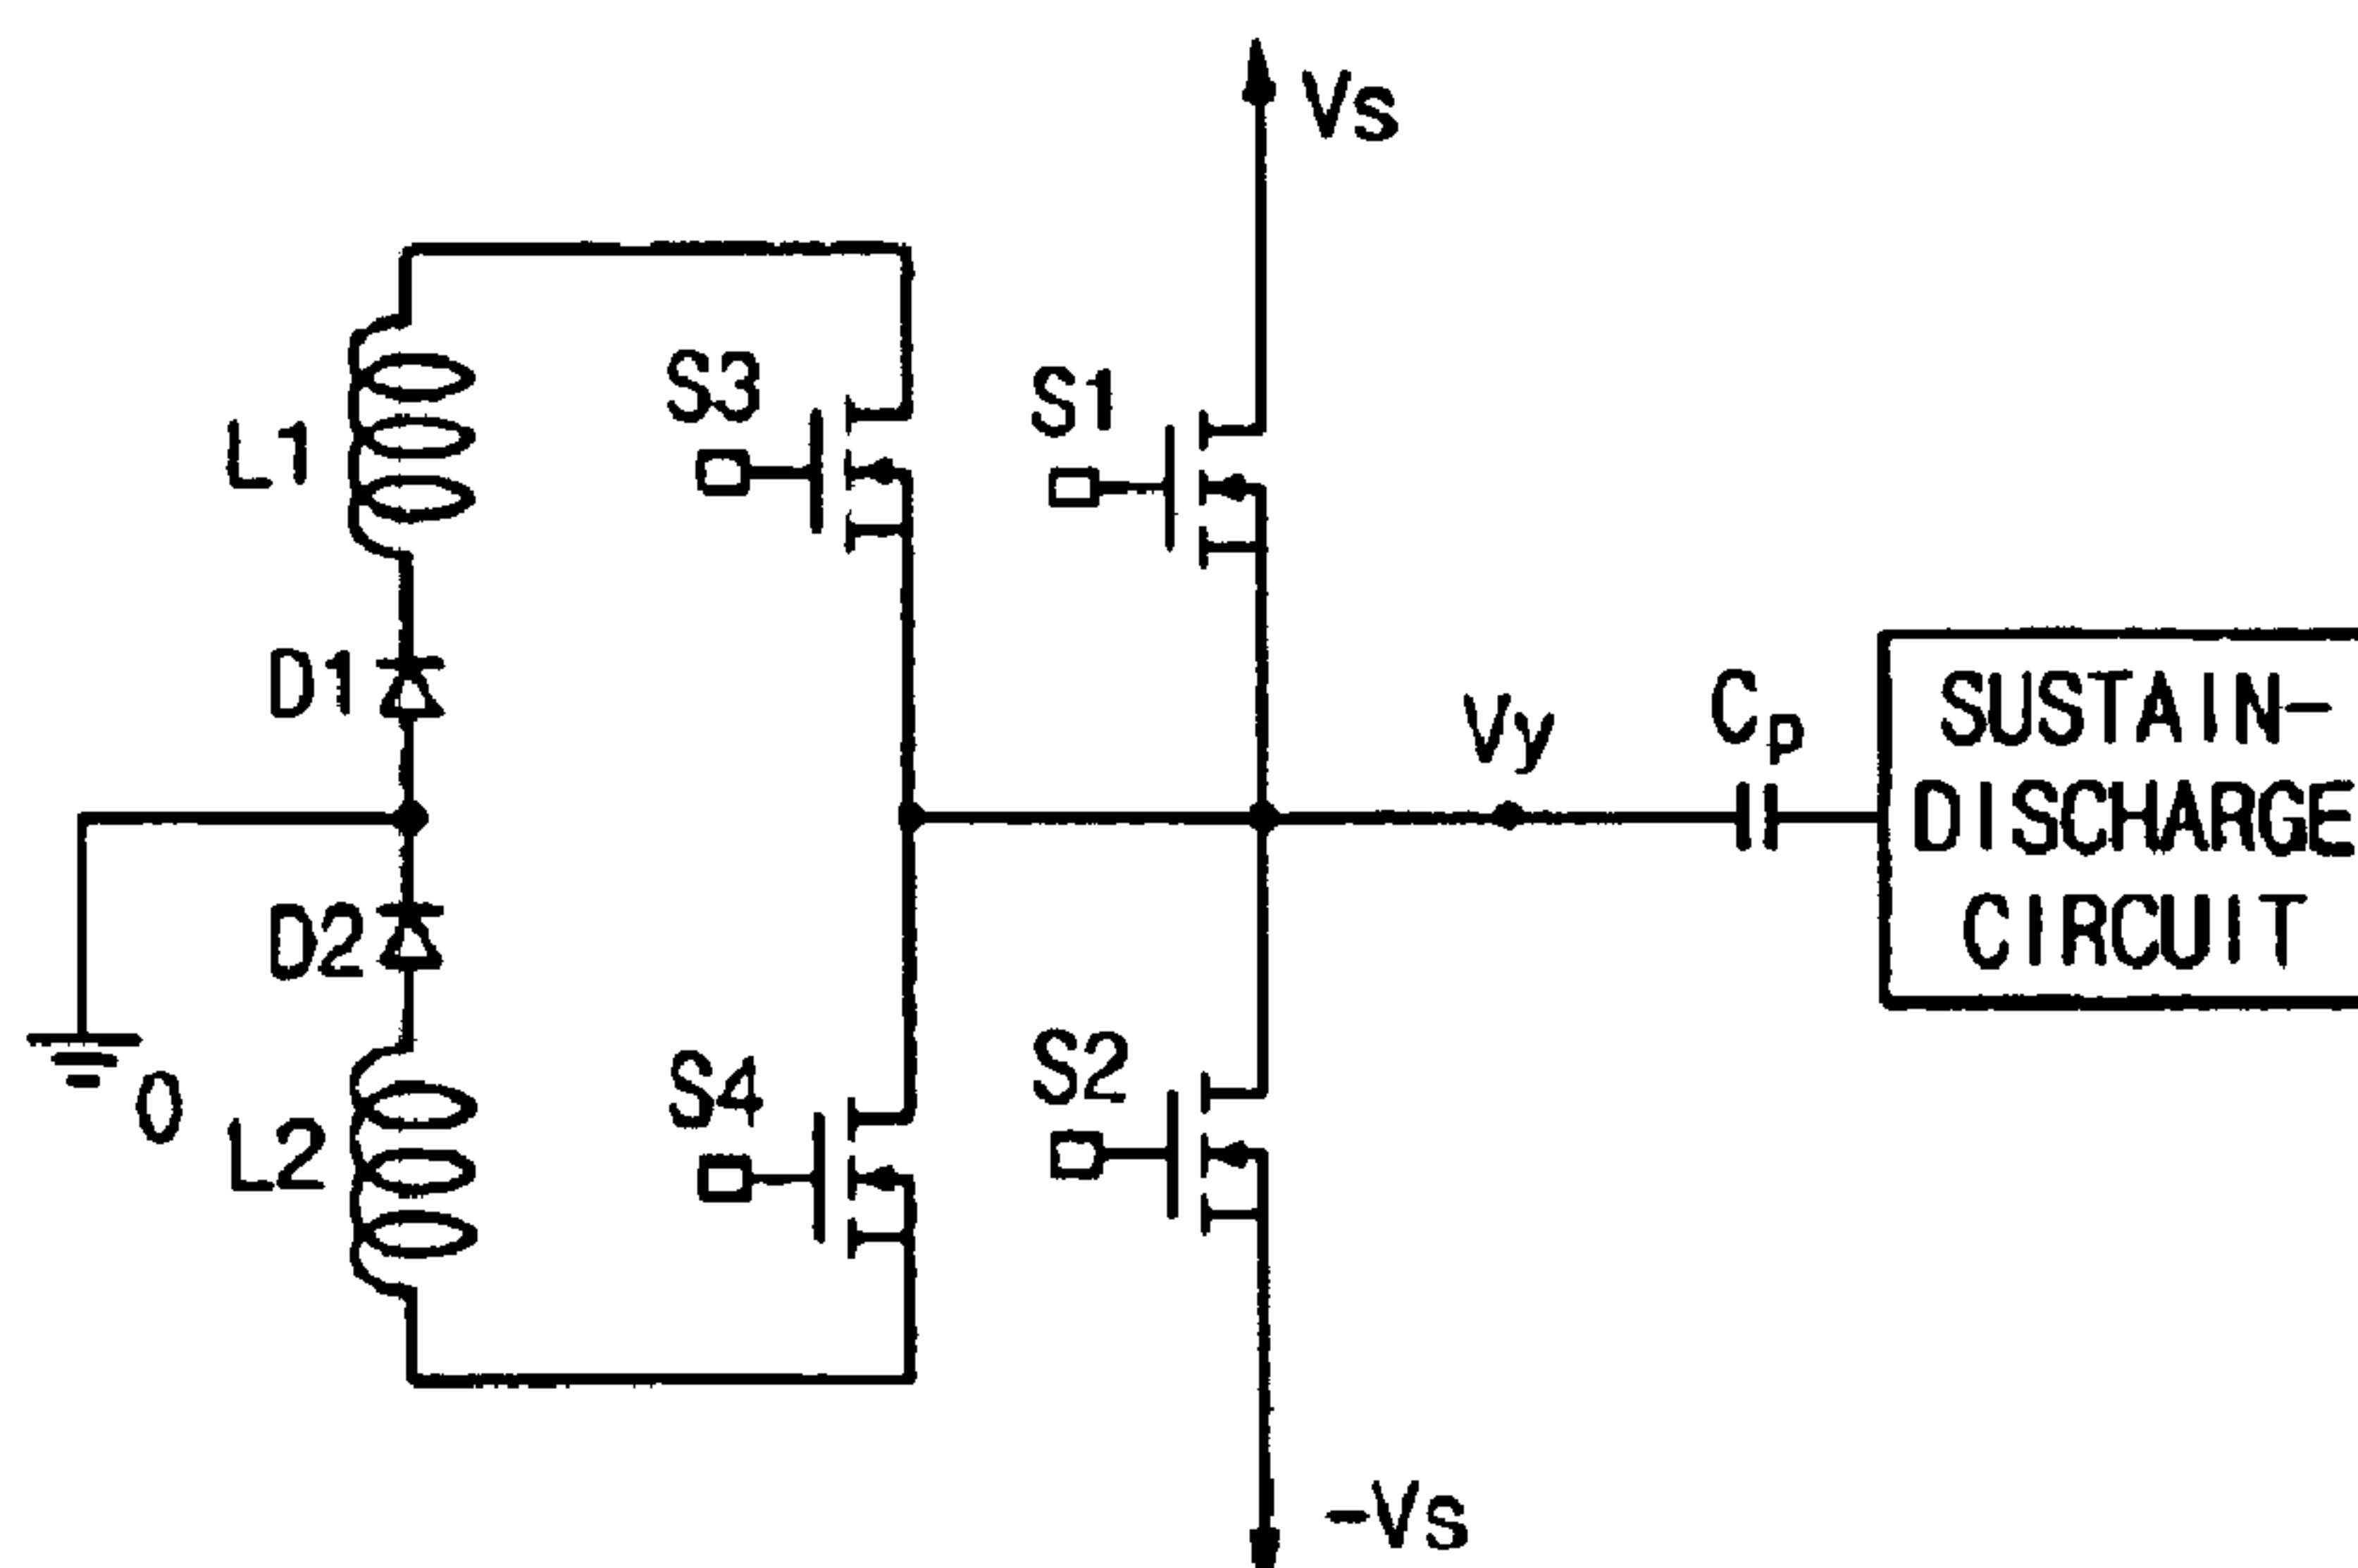 Vs
S3
S1
L1
D1
Vy
Cp
SUSTAIN-
DISCHARGE
CIRCUIT
D2
0
L2
S4
S2
-Vs